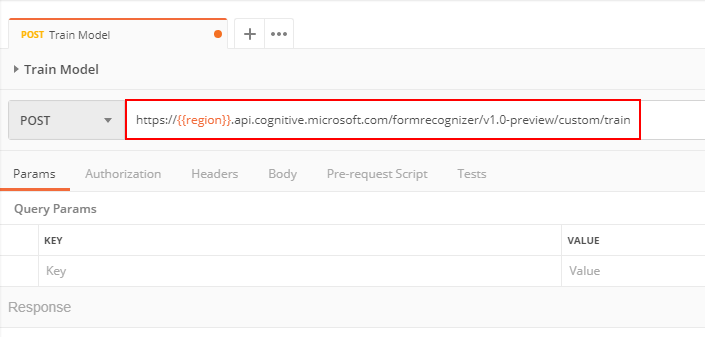 POST Train Model
Train Model
POST https://{{region}}.api.cognitive.microsoft.com/formrecognizer/v1.0-preview/custom/train
Params Authorization Headers Body Pre-request Script Tests
Query Params
KEY VALUE
Key Value
Response